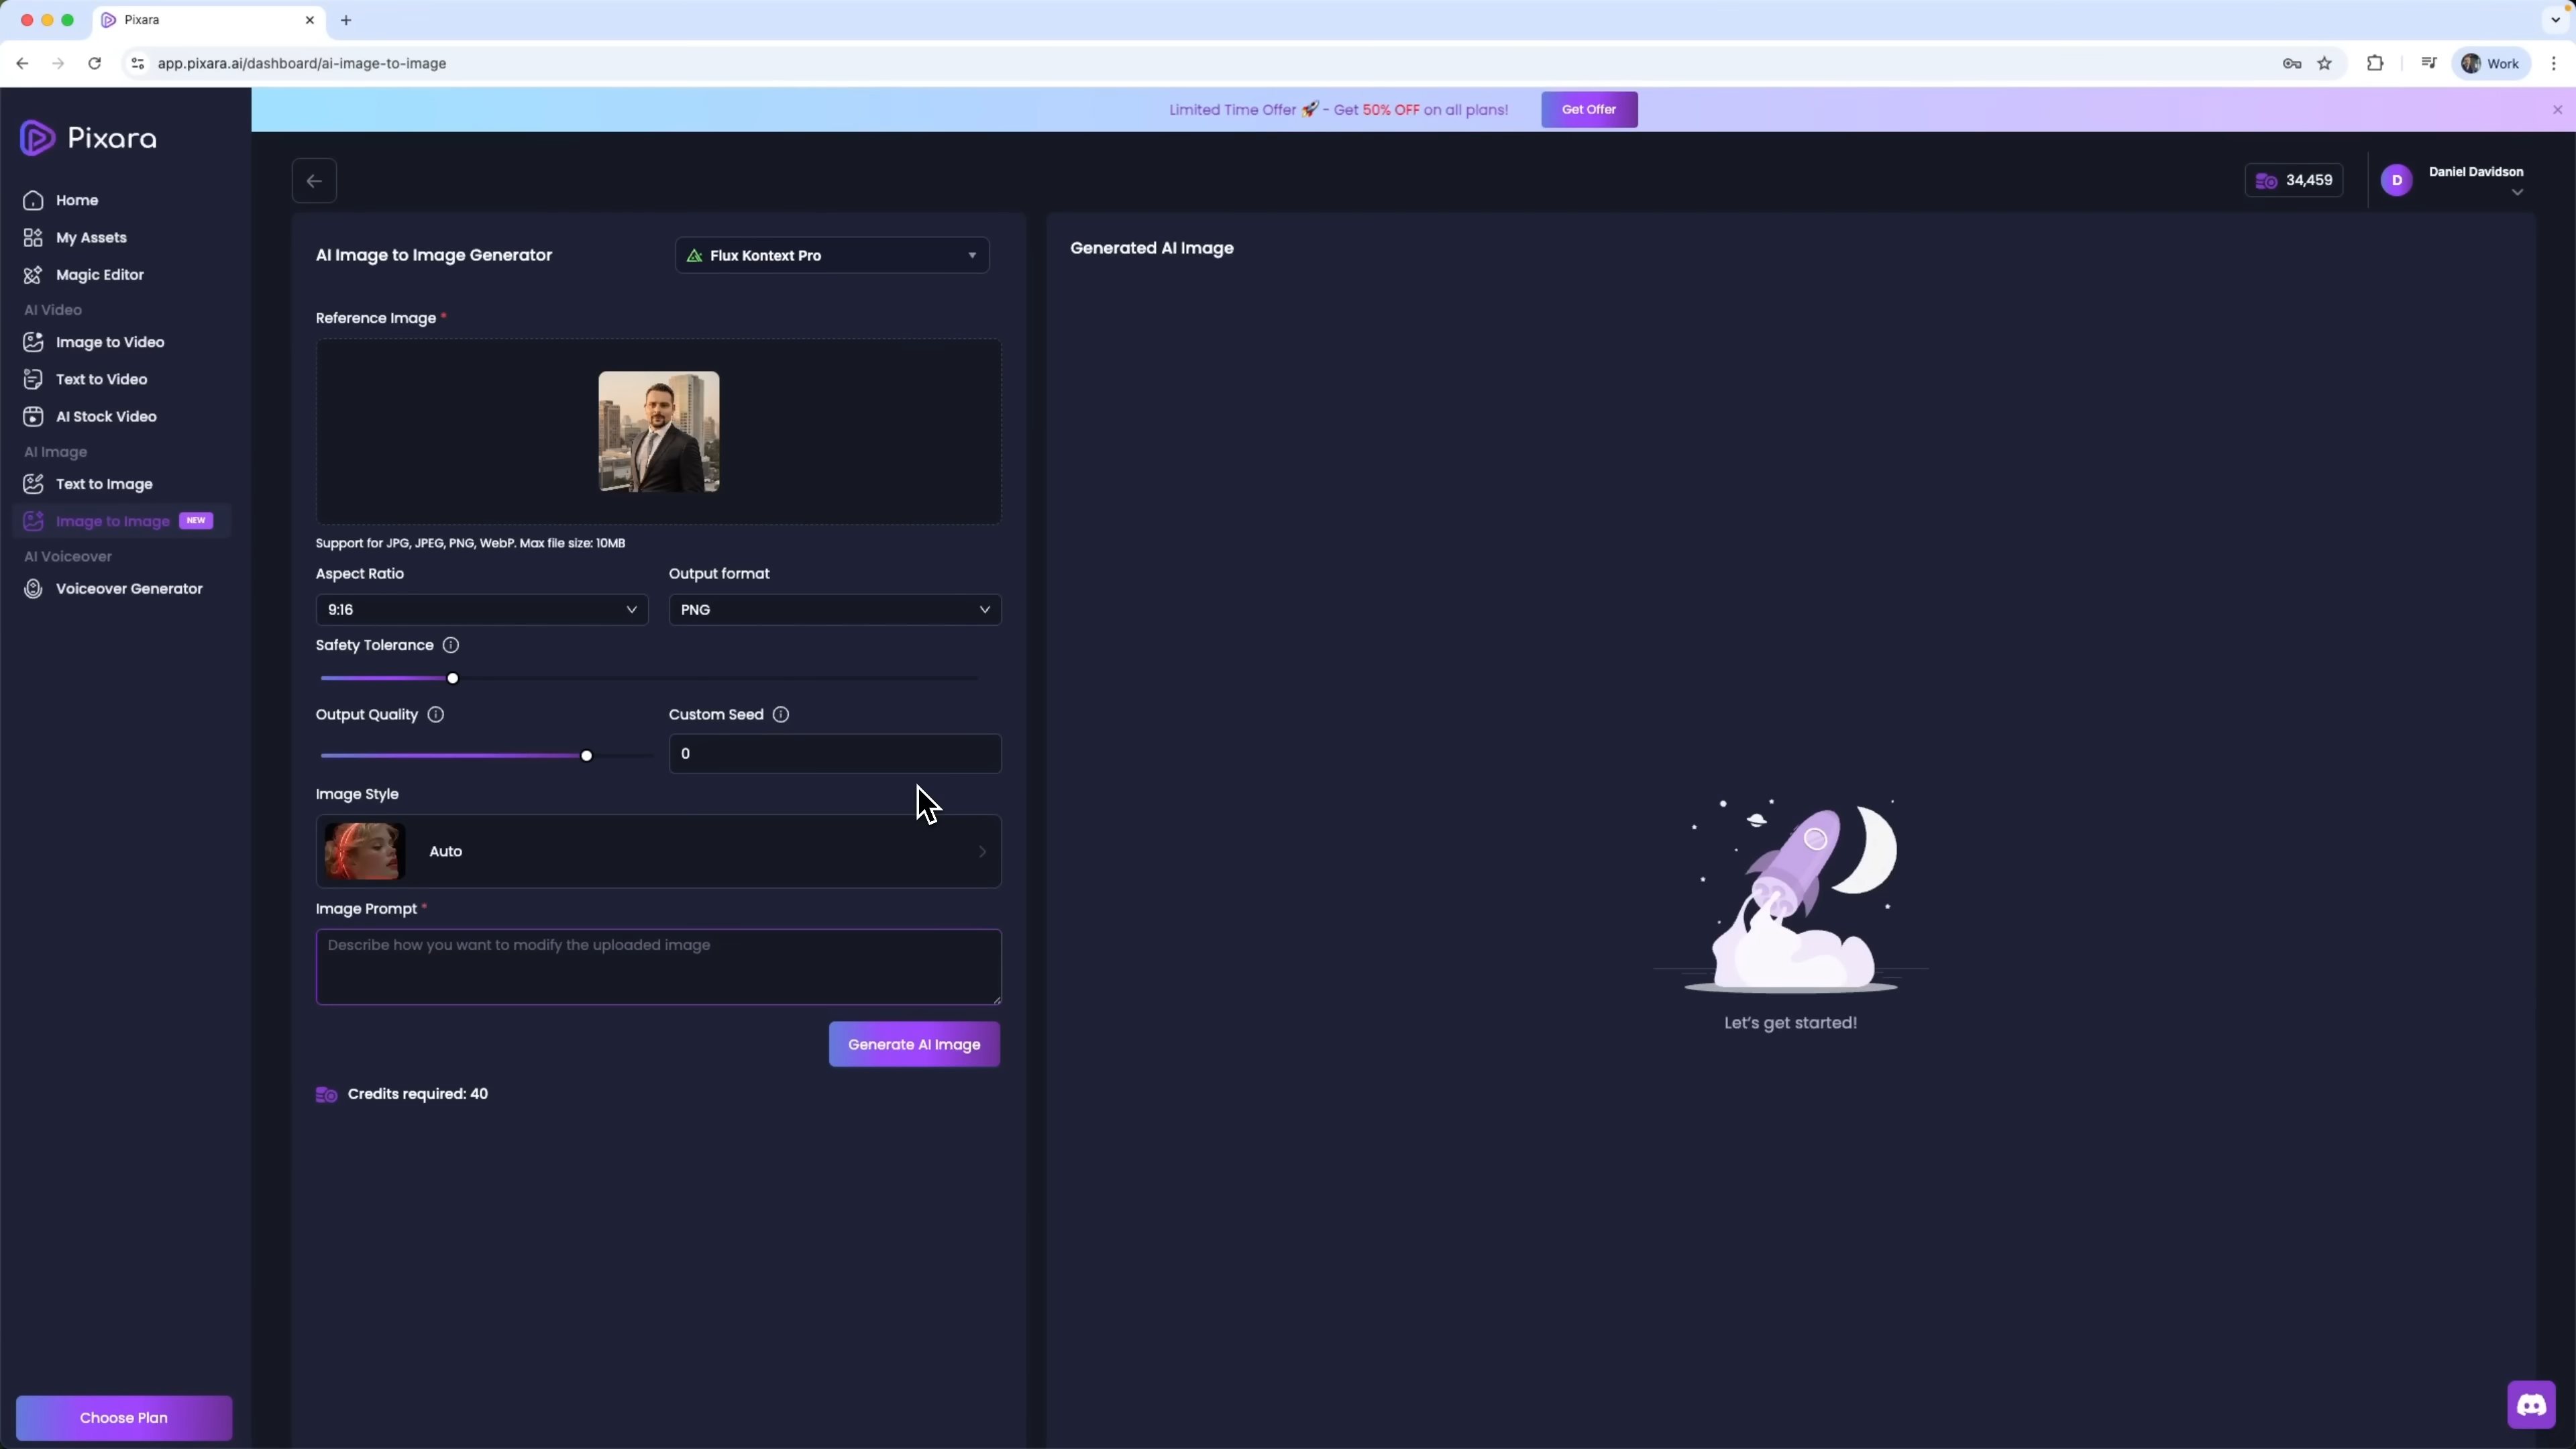 Pixara
app.pixara.ai/dashboard/ai-image-to-image
Work
Limited Time Offer 🚀 - Get 50% OFF on all plans!
Get Offer
Pixara
Home
My Assets
Magic Editor
AI Video
Image to Video
Text to Video
AI Stock Video
AI Image
Text to Image
Image to Image NEW
AI Voiceover
Voiceover Generator
Choose Plan
34,459
D
Daniel Davidson
AI Image to Image Generator
Flux Kontext Pro
Reference Image *
Support for JPG, JPEG, PNG, WebP. Max file size: 10MB
Aspect Ratio
Output format
9:16
PNG
Safety Tolerance
Output Quality
Custom Seed
0
Image Style
Auto
Image Prompt *
Describe how you want to modify the uploaded image
Generate AI Image
Credits required: 40
Generated AI Image
Let's get started!